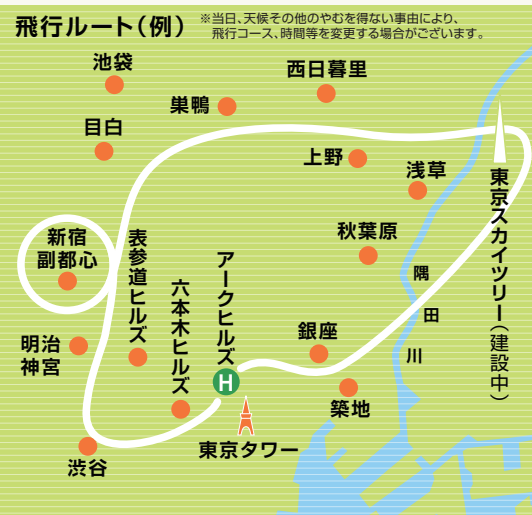 飛行ルート（例）
※当日、天候その他のやむを得ない事由により、
飛行コース、時間等を変更する場合がございます。
池袋
西日暮里
巣鴨
目白
上野
浅草
東京スカイツリー（建設中）
新宿
副都心
表参道ヒルズ
六本木ヒルズ
アークヒルズ
H
秋葉原
隅田川
明治
神宮
銀座
築地
東京タワー
渋谷